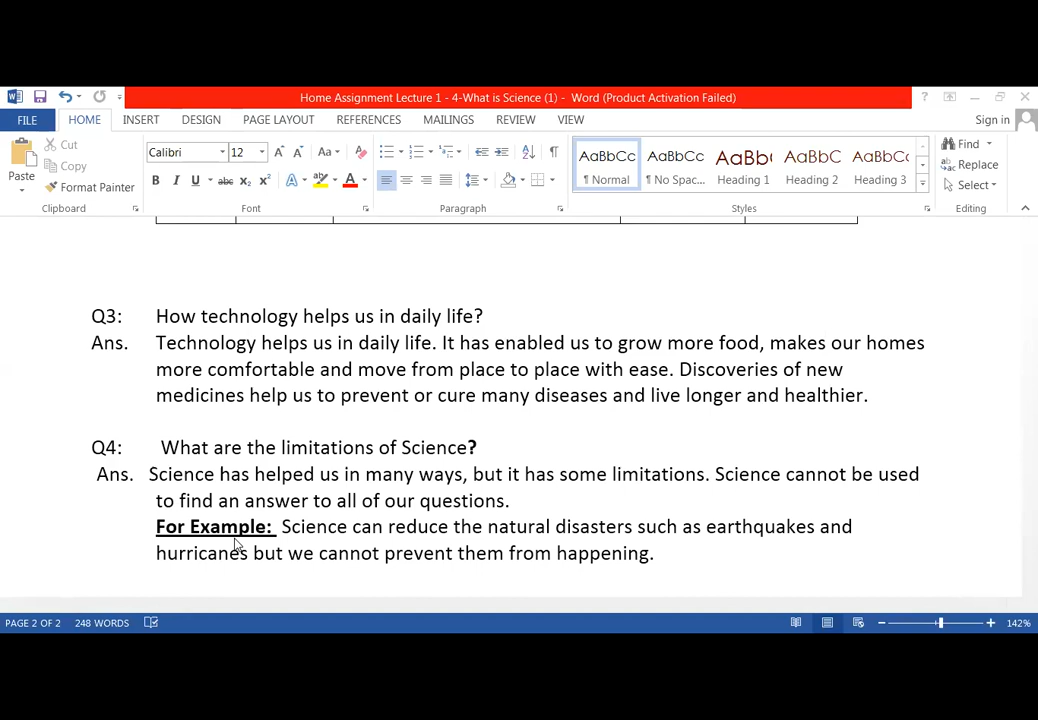 Home Assignment Lecture 1 - 4-What is Science (1) - Word (Product Activation Failed)
FILE HOME INSERT DESIGN PAGE LAYOUT REFERENCES MAILINGS REVIEW VIEW Sign in
Paste
Cut
Copy
Format Painter
Clipboard
Calibri 12
Font
Paragraph
AaBbCc AaBbCc AaBb( AaBbC AaBbCc
¶ Normal ¶ No Spac... Heading 1 Heading 2 Heading 3
Styles
Find
Replace
Select
Editing
Q3: How technology helps us in daily life?
Ans. Technology helps us in daily life. It has enabled us to grow more food, makes our homes
more comfortable and move from place to place with ease. Discoveries of new
medicines help us to prevent or cure many diseases and live longer and healthier.
Q4: What are the limitations of Science?
Ans. Science has helped us in many ways, but it has some limitations. Science cannot be used
to find an answer to all of our questions.
For Example: Science can reduce the natural disasters such as earthquakes and
hurricanes but we cannot prevent them from happening.
PAGE 2 OF 2 248 WORDS 142%